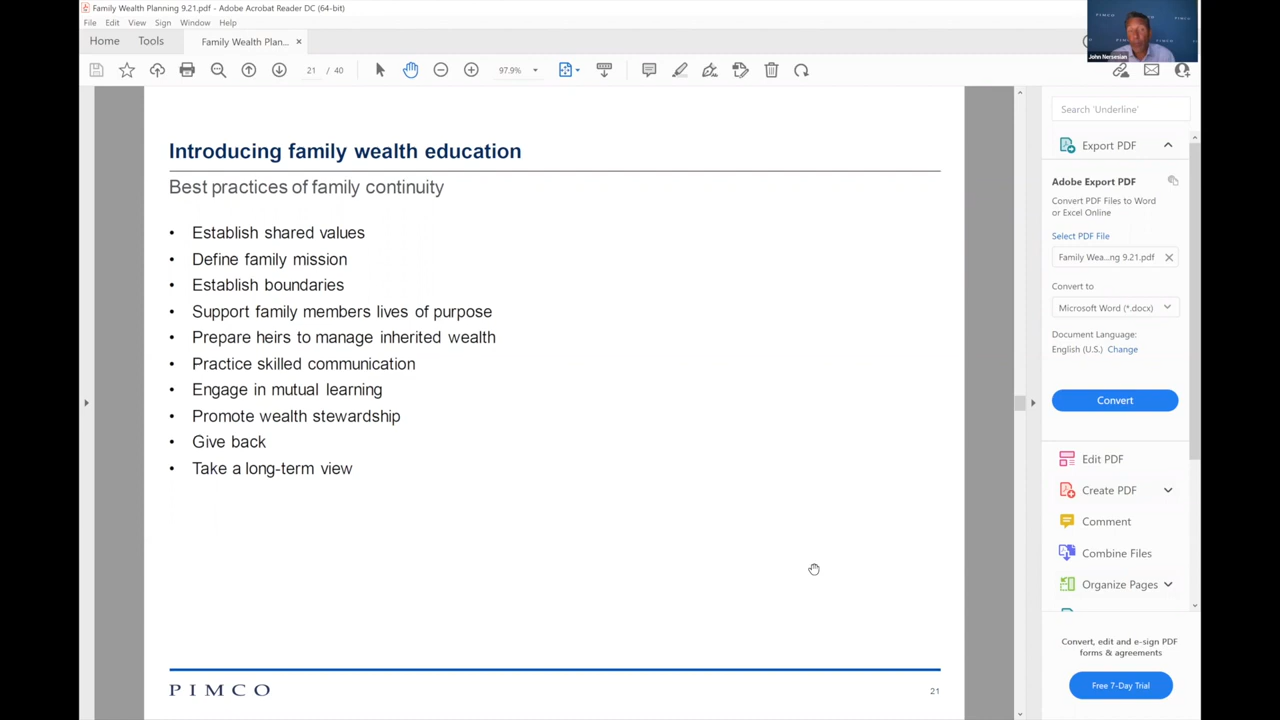 Family Wealth Planning 9.21.pdf - Adobe Acrobat Reader DC (64-bit)
File Edit View Sign Window Help
Home Tools Family Wealth Plan... ×
21 / 40 97.9%
PIMCO
John Nersesian
Introducing family wealth education
Best practices of family continuity
• Establish shared values
• Define family mission
• Establish boundaries
• Support family members lives of purpose
• Prepare heirs to manage inherited wealth
• Practice skilled communication
• Engage in mutual learning
• Promote wealth stewardship
• Give back
• Take a long-term view
PIMCO
21
Search 'Underline'
Export PDF
Adobe Export PDF
Convert PDF Files to Word
or Excel Online
Select PDF File
Family Wea...ng 9.21.pdf
Convert to
Microsoft Word (*.docx)
Document Language:
English (U.S.) Change
Convert
Edit PDF
Create PDF
Comment
Combine Files
Organize Pages
Convert, edit and e-sign PDF
forms & agreements
Free 7-Day Trial